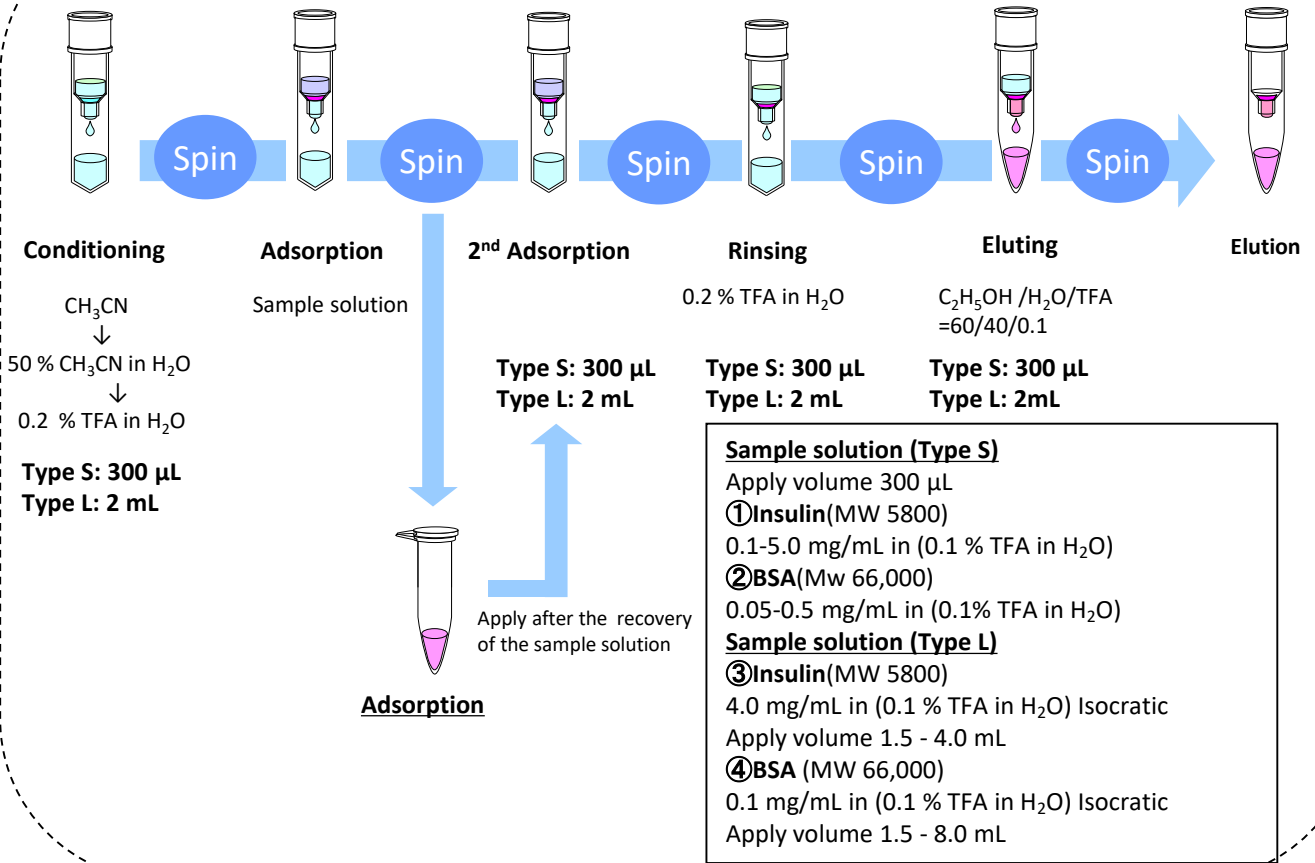 Spin
Spin
Spin
Spin
Spin
Conditioning
CH₃CN
↓
50 % CH₃CN in H₂O
↓
0.2 % TFA in H₂O
Type S: 300 µL
Type L: 2 mL
Adsorption
Sample solution
Adsorption
Apply after the recovery
of the sample solution
2ⁿᵈ Adsorption
Type S: 300 µL
Type L: 2 mL
Rinsing
0.2 % TFA in H₂O
Type S: 300 µL
Type L: 2 mL
Eluting
C₂H₅OH /H₂O/TFA
=60/40/0.1
Type S: 300 µL
Type L: 2mL
Elution
Sample solution (Type S)
Apply volume 300 µL
①Insulin(MW 5800)
0.1-5.0 mg/mL in (0.1 % TFA in H₂O)
②BSA(Mw 66,000)
0.05-0.5 mg/mL in (0.1% TFA in H₂O)
Sample solution (Type L)
③Insulin(MW 5800)
4.0 mg/mL in (0.1 % TFA in H₂O) Isocratic
Apply volume 1.5 - 4.0 mL
④BSA (MW 66,000)
0.1 mg/mL in (0.1 % TFA in H₂O) Isocratic
Apply volume 1.5 - 8.0 mL